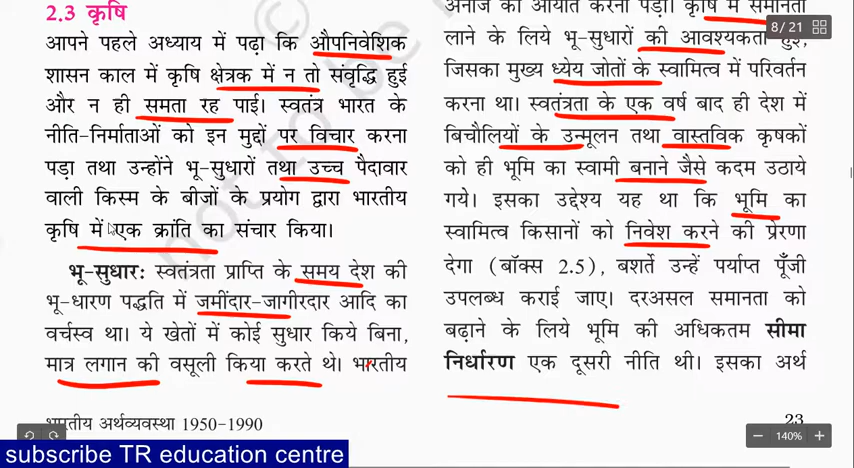 2.3 कृषि
आपने पहले अध्याय में पढ़ा कि औपनिवेशिक
शासन काल में कृषि क्षेत्रक में न तो संवृद्धि हुई
और न ही समता रह पाई। स्वतंत्र भारत के
नीति-निर्माताओं को इन मुद्दों पर विचार करना
पड़ा तथा उन्होंने भू-सुधारों तथा उच्च पैदावार
वाली किस्म के बीजों के प्रयोग द्वारा भारतीय
कृषि में एक क्रांति का संचार किया।
भू-सुधार: स्वतंत्रता प्राप्ति के समय देश की
भू-धारण पद्धति में जमींदार-जागीरदार आदि का
वर्चस्व था। ये खेतों में कोई सुधार किये बिना,
मात्र लगान की वसूली किया करते थे। भारतीय
अनाज का आयात करना पड़ा। कृषि में समानता
लाने के लिये भू-सुधारों की आवश्यकता हुई,
जिसका मुख्य ध्येय जोतों के स्वामित्व में परिवर्तन
करना था। स्वतंत्रता के एक वर्ष बाद ही देश में
बिचौलियों के उन्मूलन तथा वास्तविक कृषकों
को ही भूमि का स्वामी बनाने जैसे कदम उठाये
गये। इसका उद्देश्य यह था कि भूमि का
स्वामित्व किसानों को निवेश करने की प्रेरणा
देगा (बॉक्स 2.5), बशर्ते उन्हें पर्याप्त पूँजी
उपलब्ध कराई जाए। दरअसल समानता को
बढ़ाने के लिये भूमि की अधिकतम सीमा
निर्धारण एक दूसरी नीति थी। इसका अर्थ
8/21
भारतीय अर्थव्यवस्था 1950-1990
23
140%
subscribe TR education centre
© not to be